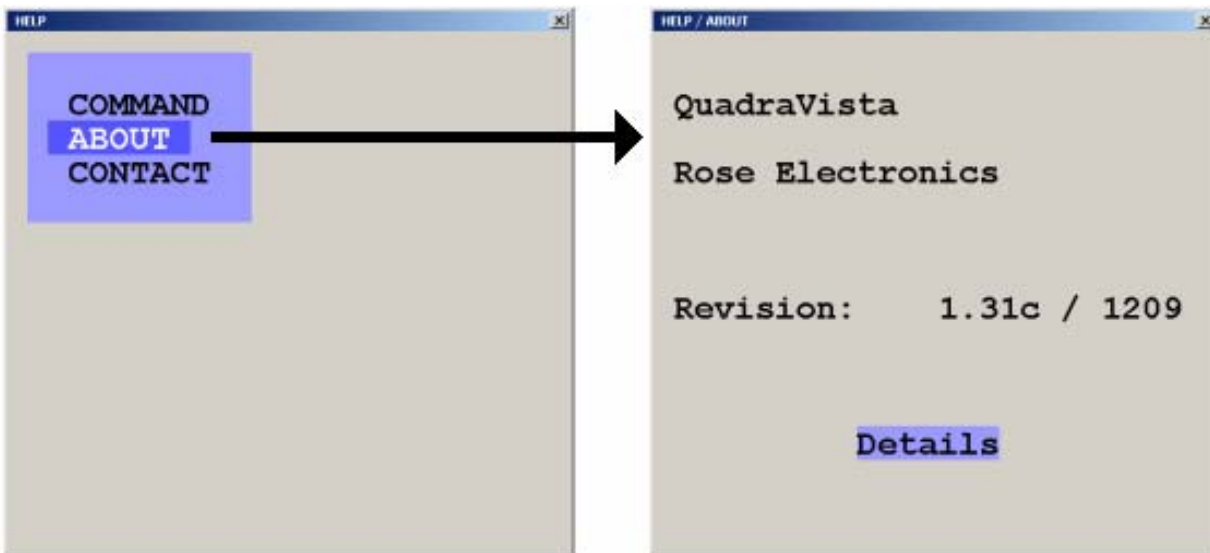 HELP
COMMAND
ABOUT
CONTACT
HELP / ABOUT
QuadraVista
Rose Electronics
Revision: 1.31c / 1209
Details